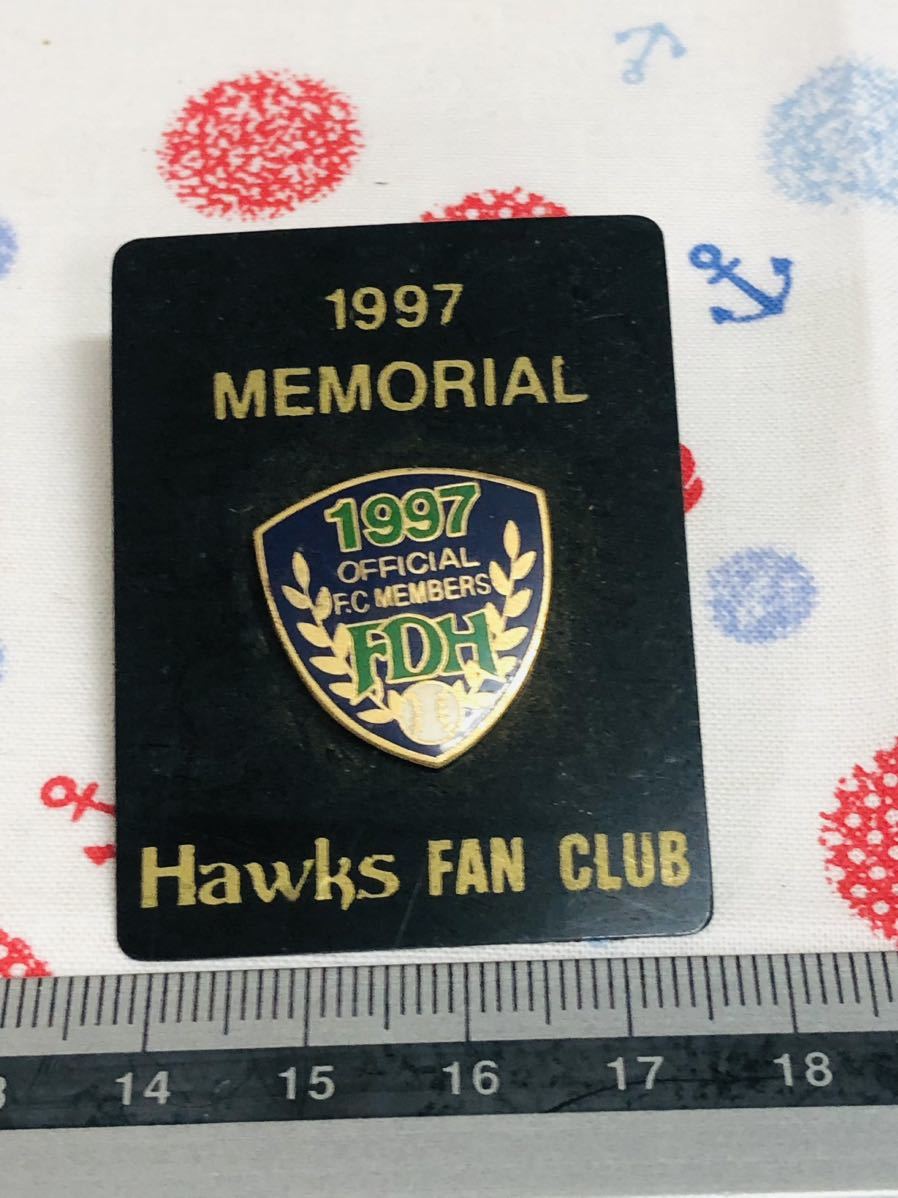 1997
MEMORIAL
1997
OFFICIAL
F.C MEMBERS
FDH
Hawks FAN CLUB
14 15 16 17 18